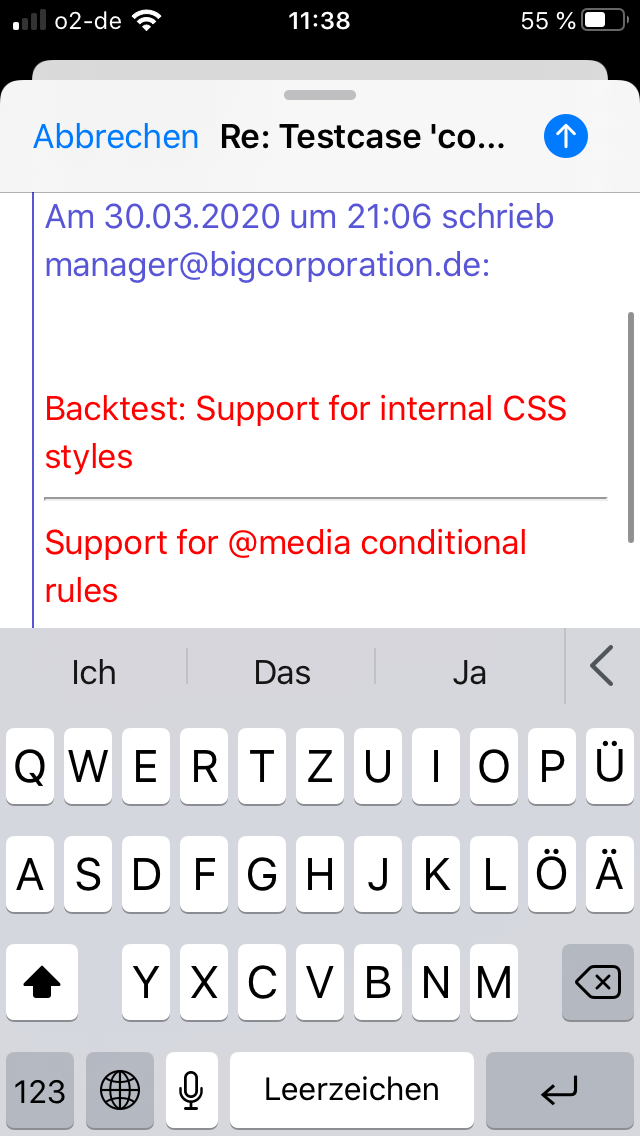 o2-de 11:38 55 %
Abbrechen Re: Testcase 'co...
Am 30.03.2020 um 21:06 schrieb
manager@bigcorporation.de:
Backtest: Support for internal CSS
styles
Support for @media conditional
rules
Ich Das Ja
Q W E R T Z U I O P Ü
A S D F G H J K L Ö Ä
Y X C V B N M
123 Leerzeichen